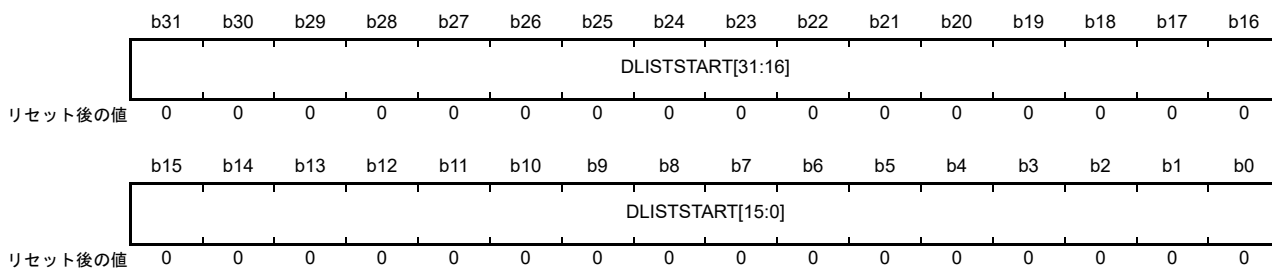 b31 b30 b29 b28 b27 b26 b25 b24 b23 b22 b21 b20 b19 b18 b17 b16
DLISTSTART[31:16]
リセット後の値 0 0 0 0 0 0 0 0 0 0 0 0 0 0 0 0
b15 b14 b13 b12 b11 b10 b9 b8 b7 b6 b5 b4 b3 b2 b1 b0
DLISTSTART[15:0]
リセット後の値 0 0 0 0 0 0 0 0 0 0 0 0 0 0 0 0